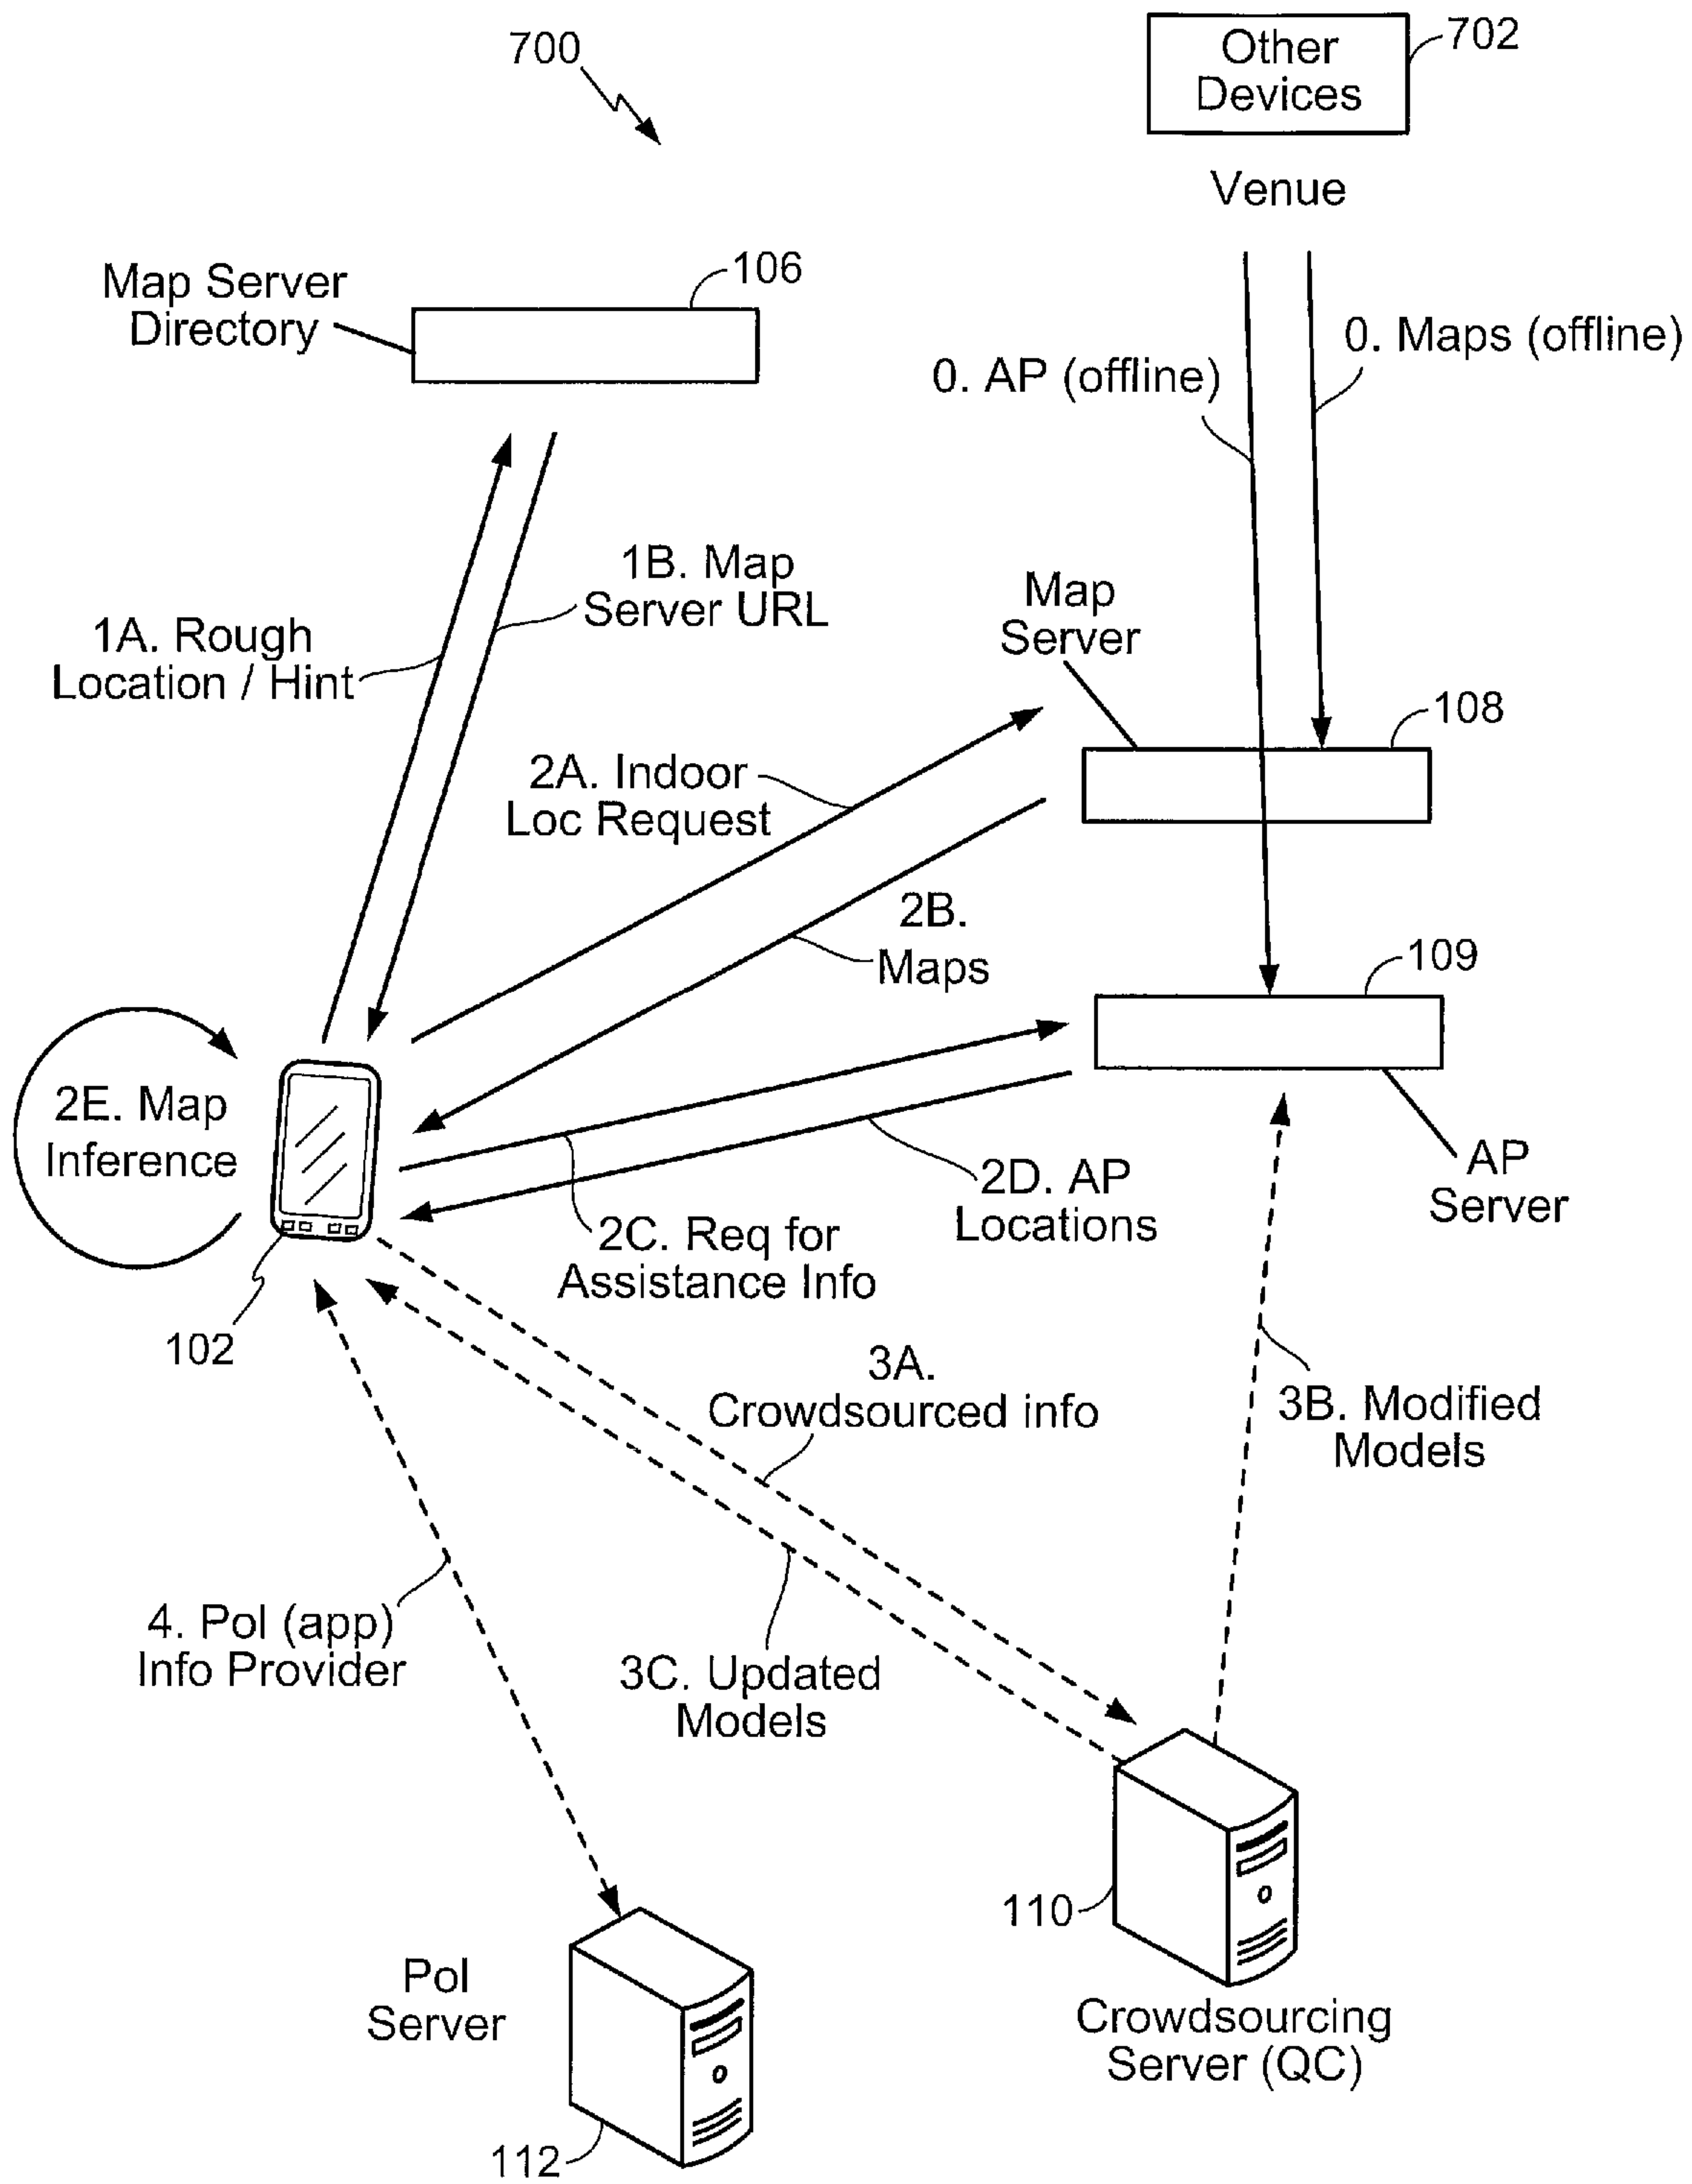 700
Other
Devices
702
Venue
Map Server
Directory
106
0. AP (offline)
0. Maps (offline)
1B. Map
Server URL
1A. Rough
Location / Hint
Map
Server
108
2A. Indoor
Loc Request
2B.
Maps
109
2E. Map
Inference
2D. AP
Locations
AP
Server
2C. Req for
Assistance Info
102
3A.
Crowdsourced info
3B. Modified
Models
4. PoI (app)
Info Provider
3C. Updated
Models
110
PoI
Server
Crowdsourcing
Server (QC)
112